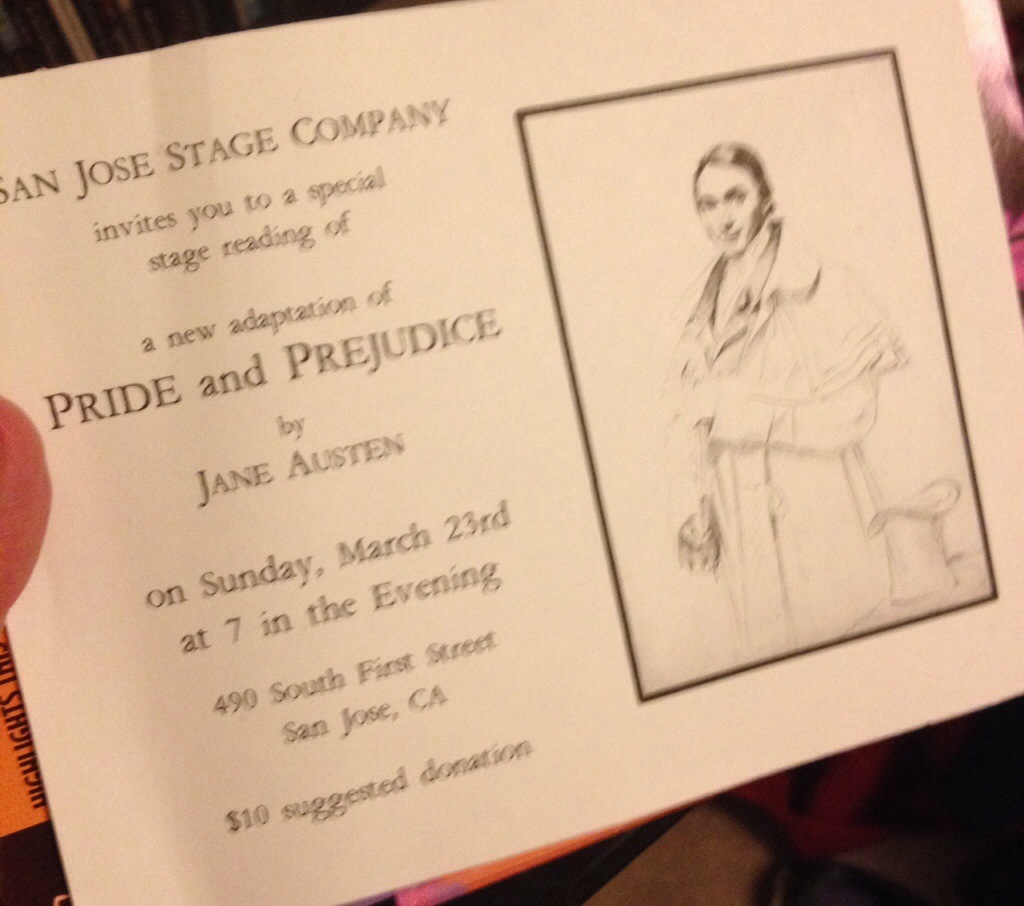 SAN JOSE STAGE COMPANY
invites you to a special
stage reading of
a new adaptation of
PRIDE and PREJUDICE
by
JANE AUSTEN
on Sunday, March 23rd
at 7 in the Evening
490 South First Street
San Jose, CA
$10 suggested donation
HIGHLIGHTS